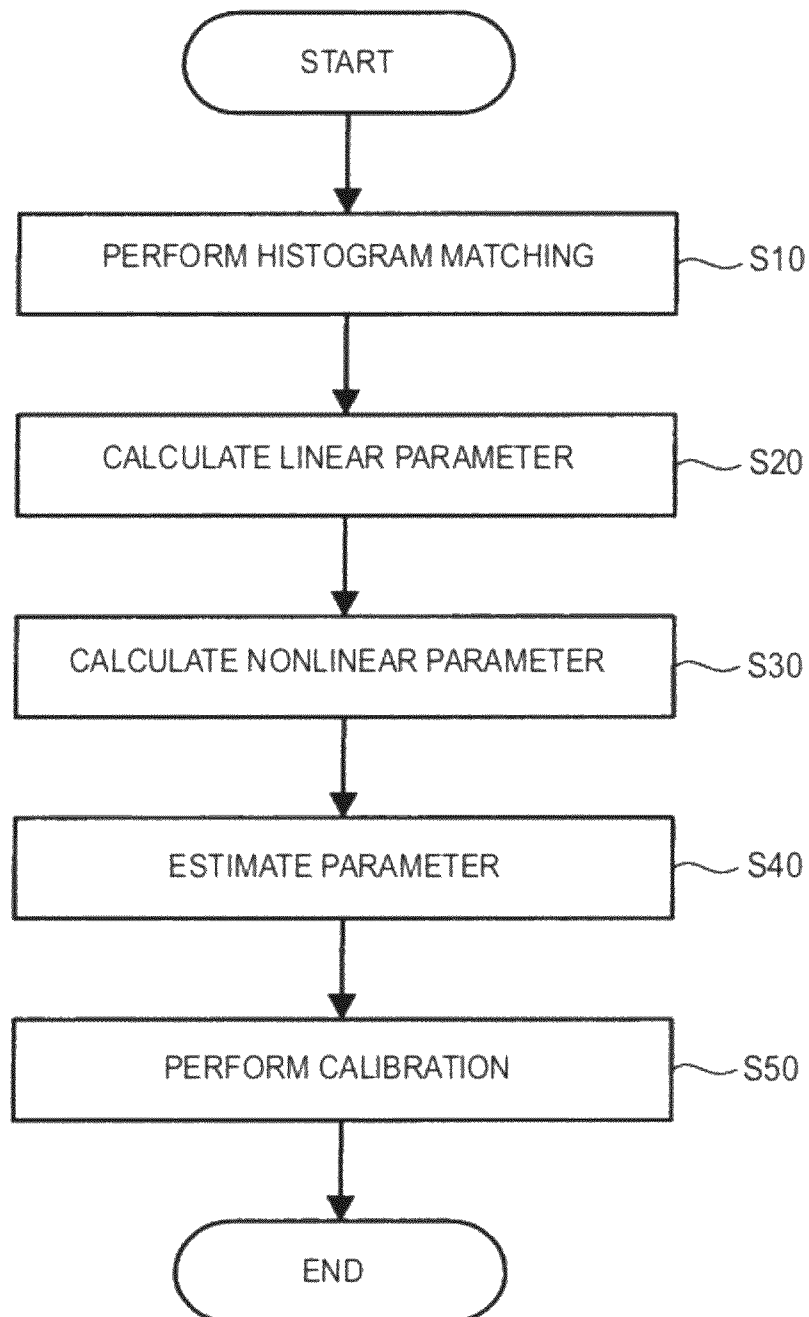 START
PERFORM HISTOGRAM MATCHING S10
CALCULATE LINEAR PARAMETER S20
CALCULATE NONLINEAR PARAMETER S30
ESTIMATE PARAMETER S40
PERFORM CALIBRATION S50
END